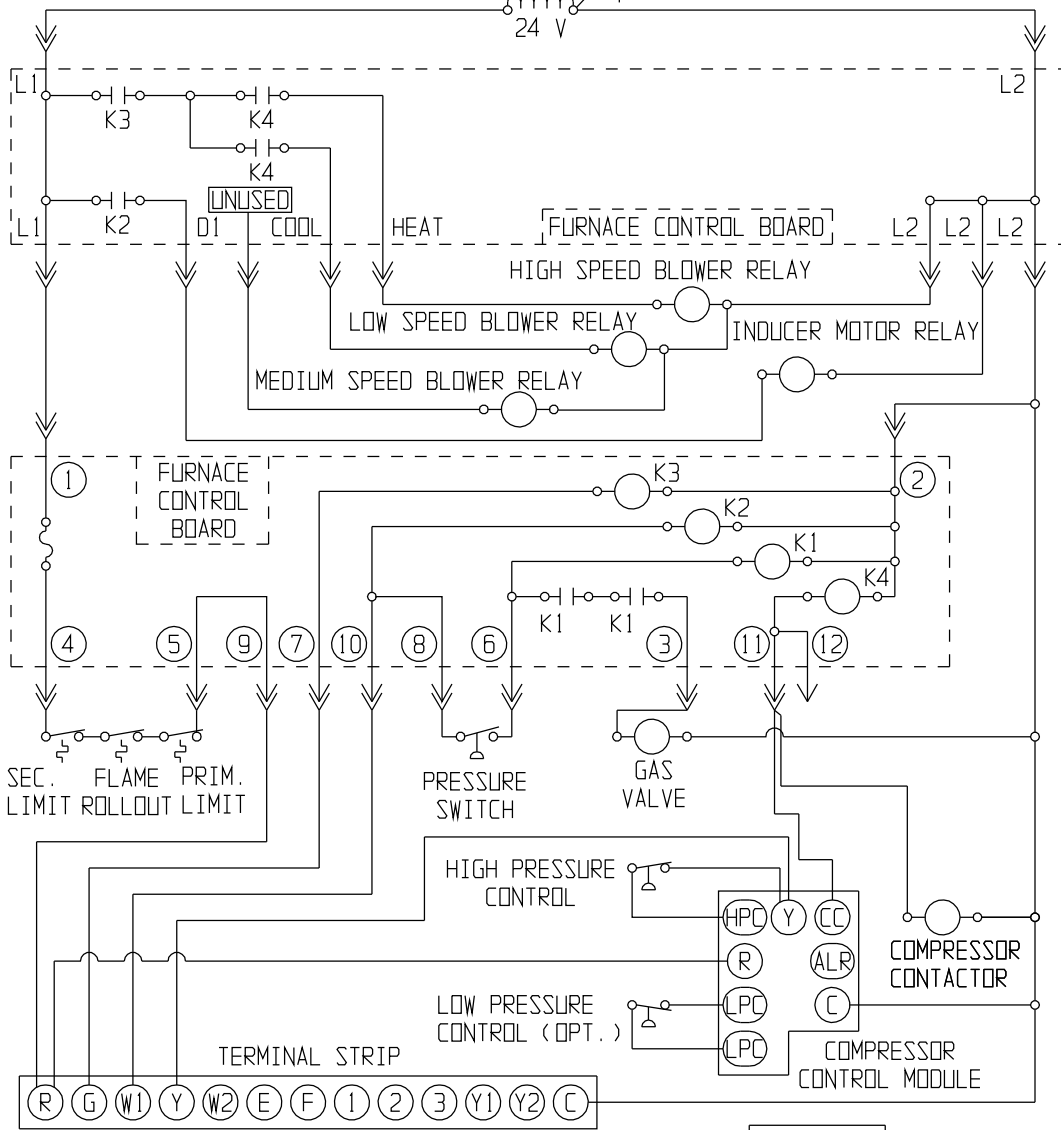 24 V
L1
L2
K3
K4
K4
UNUSED
L1
K2
D1
COOL
HEAT
FURNACE CONTROL BOARD
L2
L2
L2
HIGH SPEED BLOWER RELAY
LOW SPEED BLOWER RELAY
INDUCER MOTOR RELAY
MEDIUM SPEED BLOWER RELAY
1
FURNACE
CONTROL
BOARD
K3
2
K2
K1
K4
K1
K1
4
5
9
7
10
8
6
3
11
12
SEC.
LIMIT
FLAME
ROLLOUT
PRIM.
LIMIT
PRESSURE
SWITCH
GAS
VALVE
HIGH PRESSURE
CONTROL
HPC
Y
CC
R
ALR
COMPRESSOR
CONTACTOR
LOW PRESSURE
CONTROL (OPT.)
LPC
C
LPC
COMPRESSOR
CONTROL MODULE
TERMINAL STRIP
R G W1 Y W2 E F 1 2 3 Y1 Y2 C